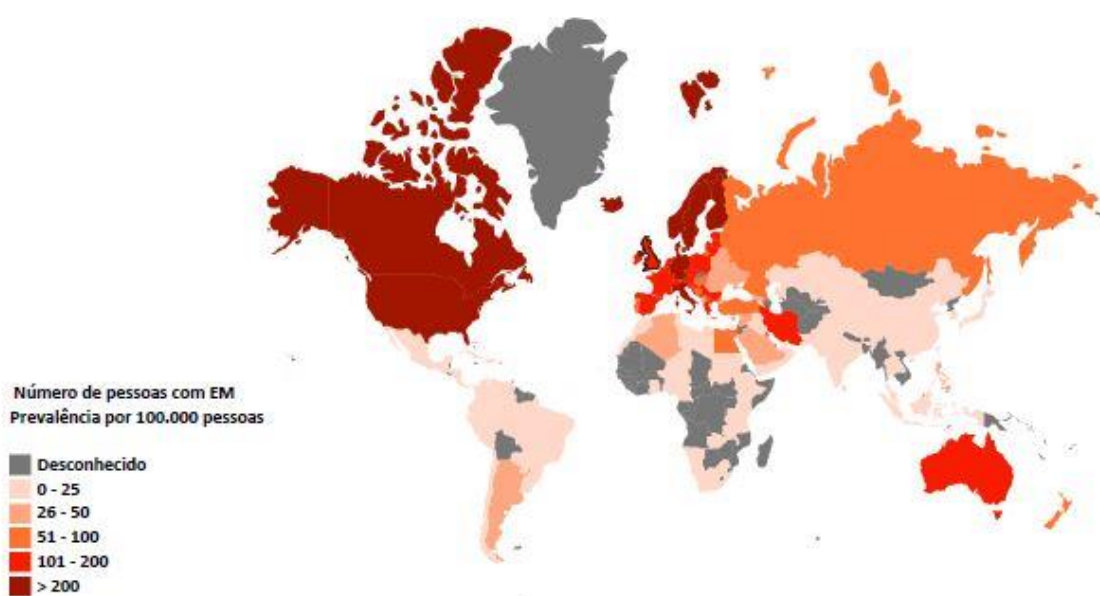 Número de pessoas com EM
Prevalência por 100.000 pessoas
Desconhecido
0 - 25
26 - 50
51 - 100
101 - 200
> 200